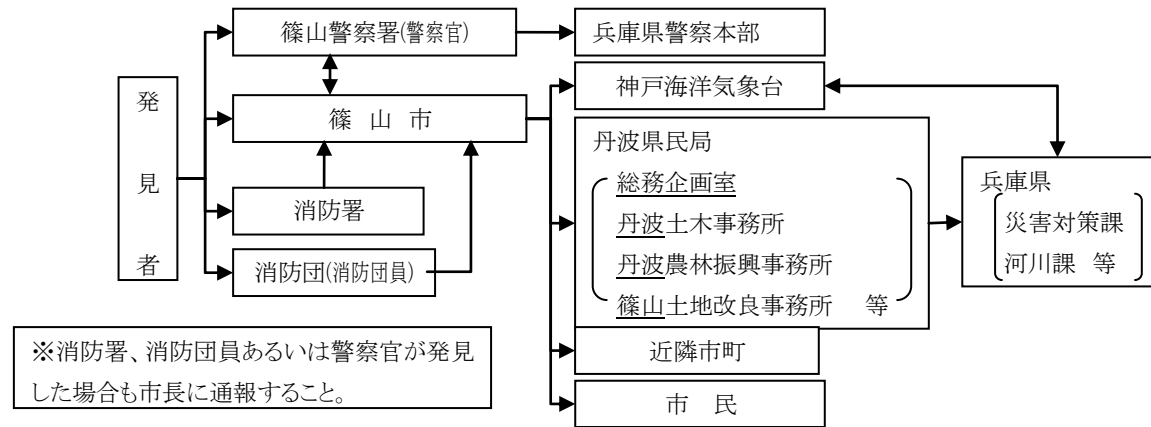 篠山警察署(警察官)
兵庫県警察本部
発見者
神戸海洋気象台
篠 山 市
丹波県民局
総務企画室
丹波土木事務所
丹波農林振興事務所
篠山土地改良事務所 等
兵庫県
災害対策課
河川課 等
消防署
消防団(消防団員)
近隣市町
市 民
※消防署、消防団員あるいは警察官が発見
した場合も市長に通報すること。